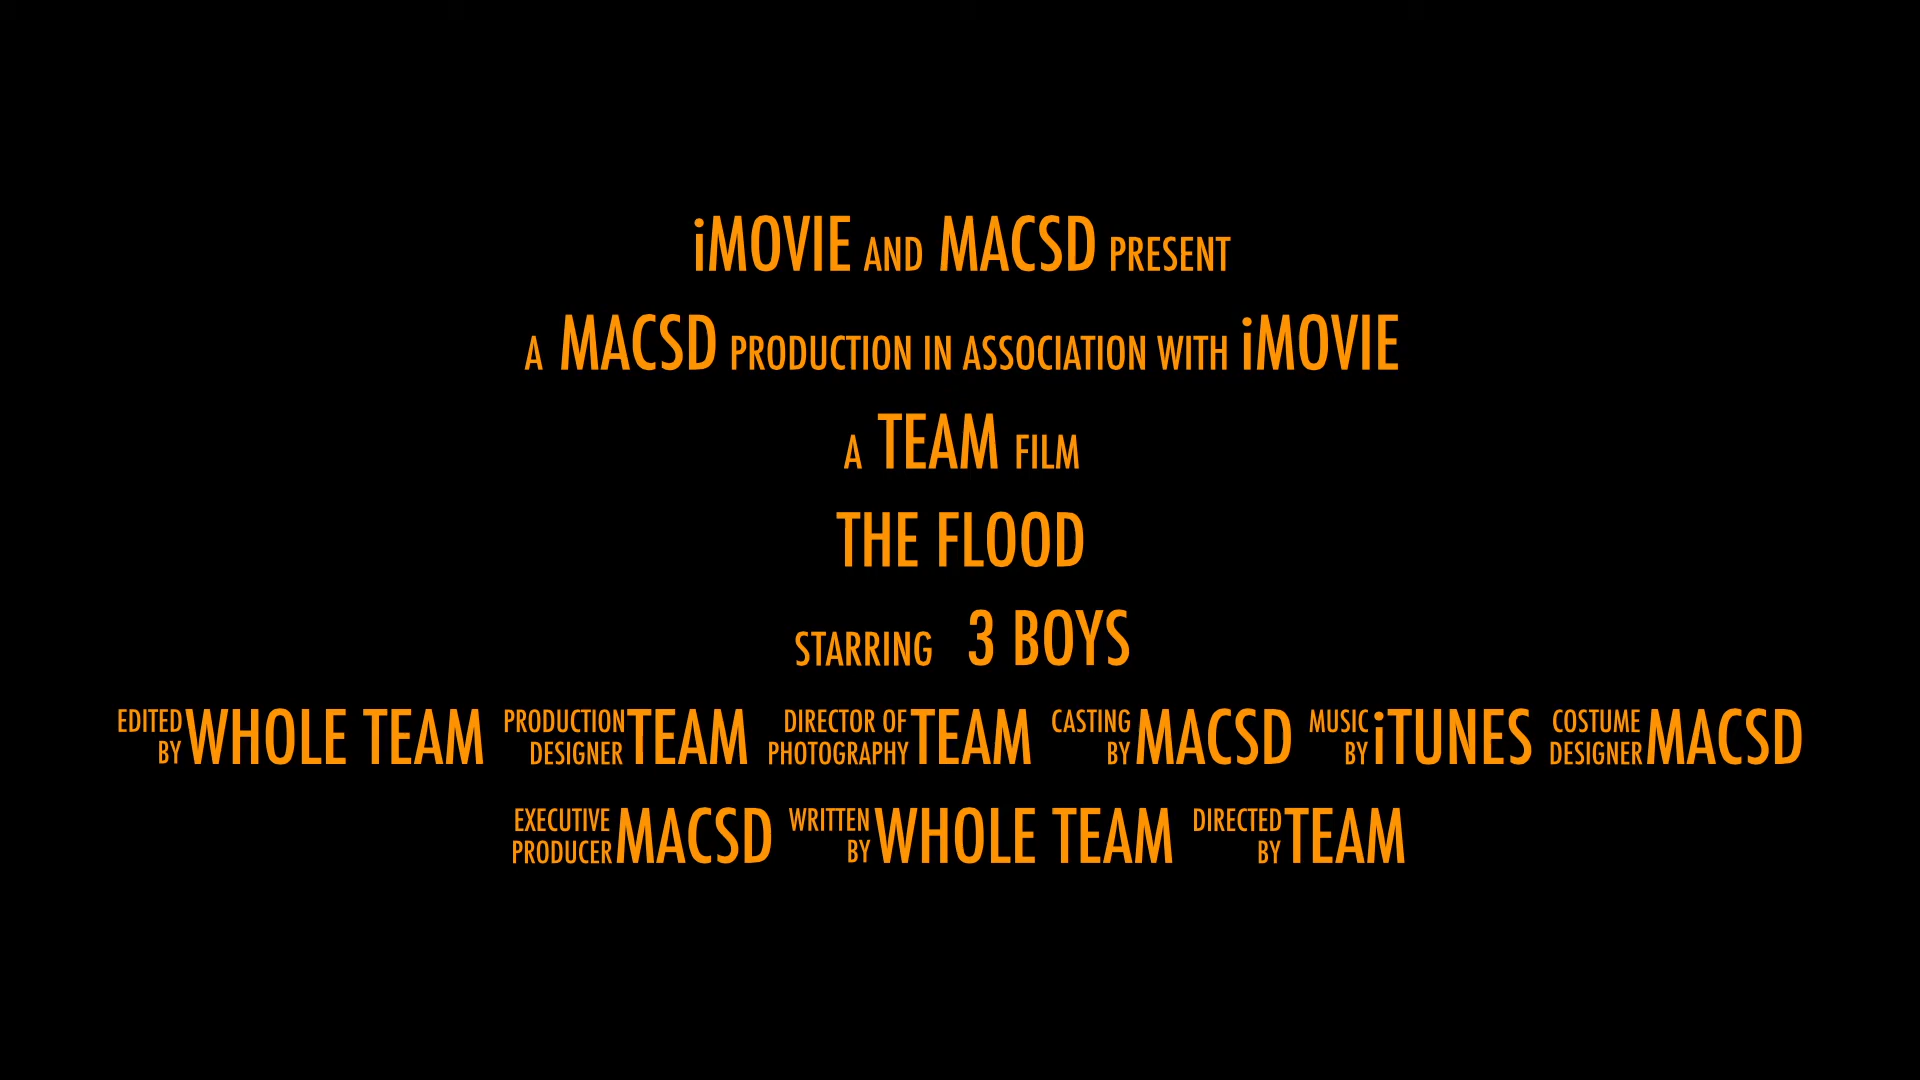 iMOVIE AND MACSD PRESENT
A MACSD PRODUCTION IN ASSOCIATION WITH iMOVIE
A TEAM FILM
THE FLOOD
STARRING 3 BOYS
EDITED BY WHOLE TEAM PRODUCTION DESIGNER TEAM DIRECTOR OF PHOTOGRAPHY TEAM CASTING BY MACSD MUSIC BY iTUNES COSTUME DESIGNER MACSD
EXECUTIVE PRODUCER MACSD WRITTEN BY WHOLE TEAM DIRECTED BY TEAM